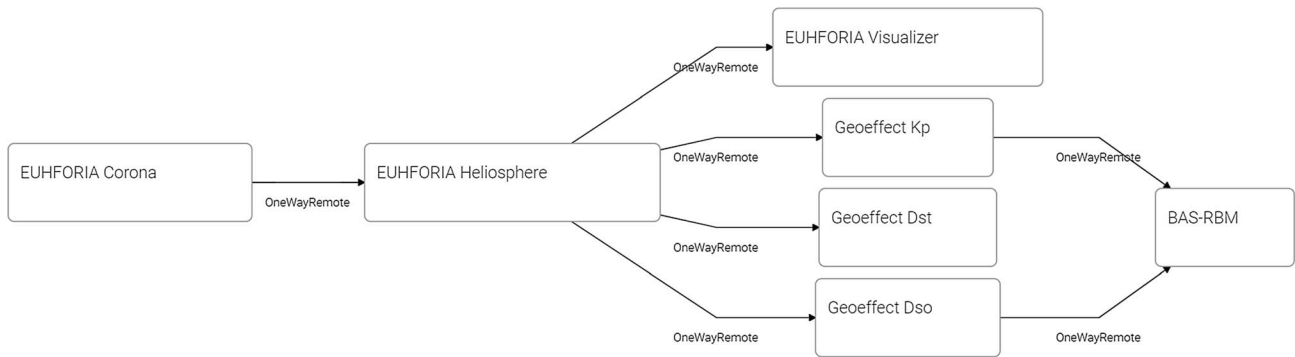 EUHFORIA Visualizer
OneWayRemote
Geoeffect Kp
OneWayRemote
OneWayRemote
EUHFORIA Corona
EUHFORIA Heliosphere
OneWayRemote
Geoeffect Dst
BAS-RBM
OneWayRemote
Geoeffect Dso
OneWayRemote
OneWayRemote